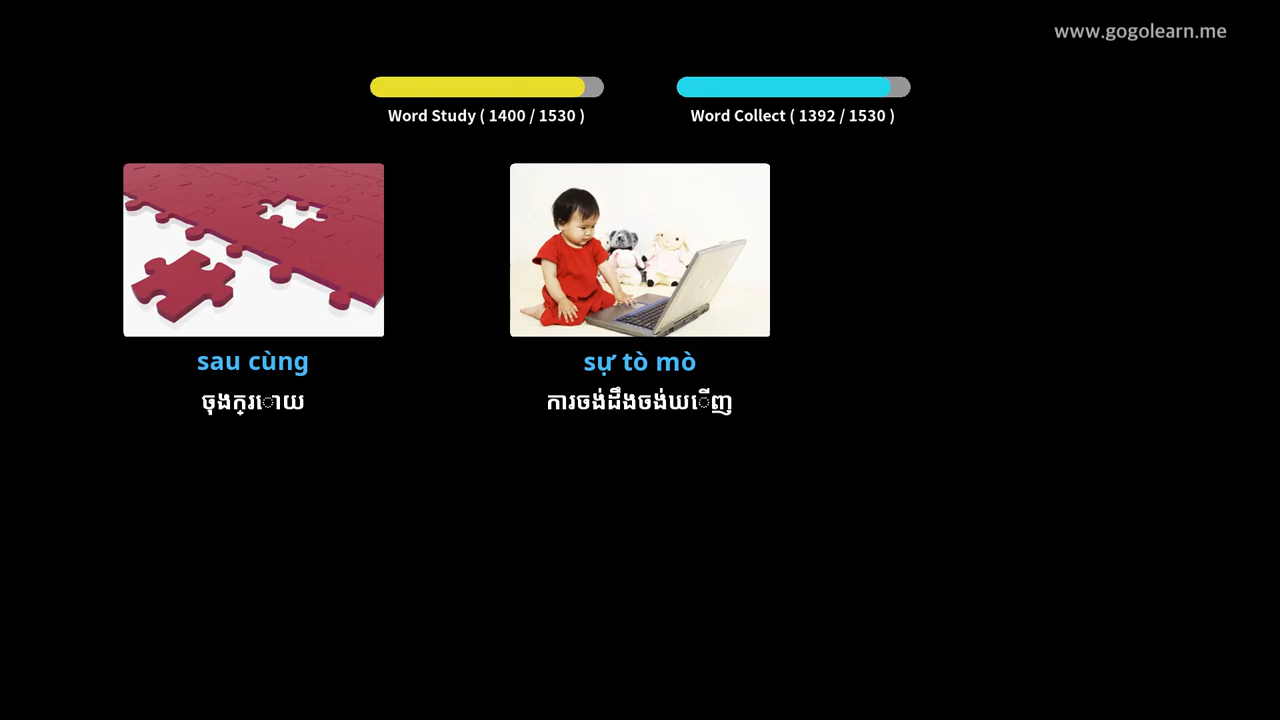 www.gogolearn.me
Word Study ( 1400 / 1530 )
Word Collect ( 1392 / 1530 )
sau cùng
sự tò mò
ចុងក្រោយ
ការចង់ដឹងចង់ឃើញ